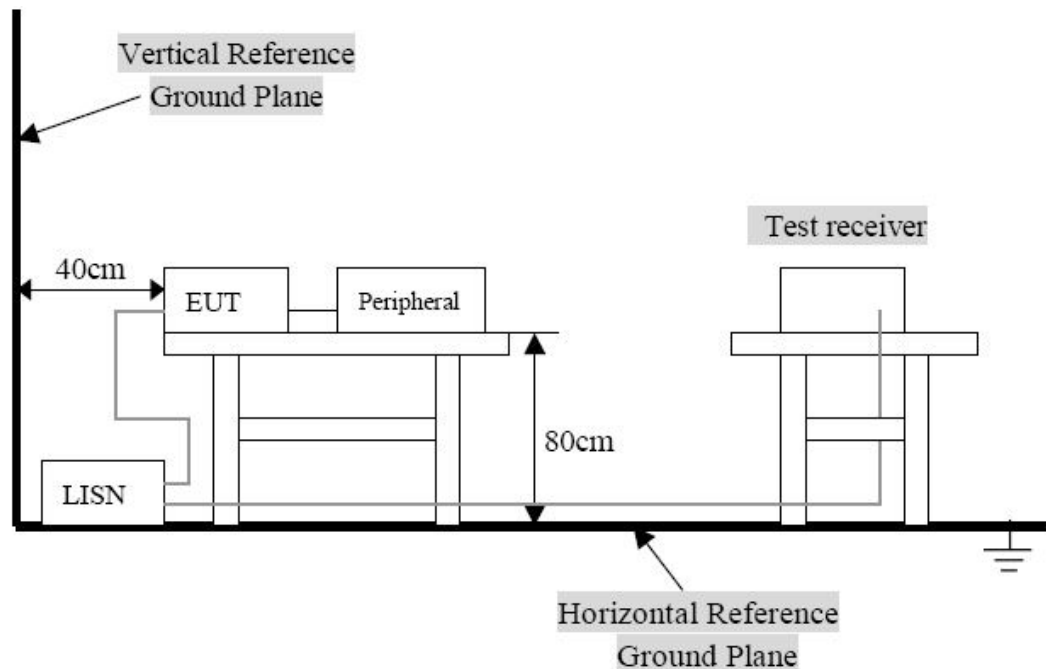 Vertical Reference
Ground Plane
Test receiver
40cm
EUT
Peripheral
80cm
LISN
Horizontal Reference
Ground Plane